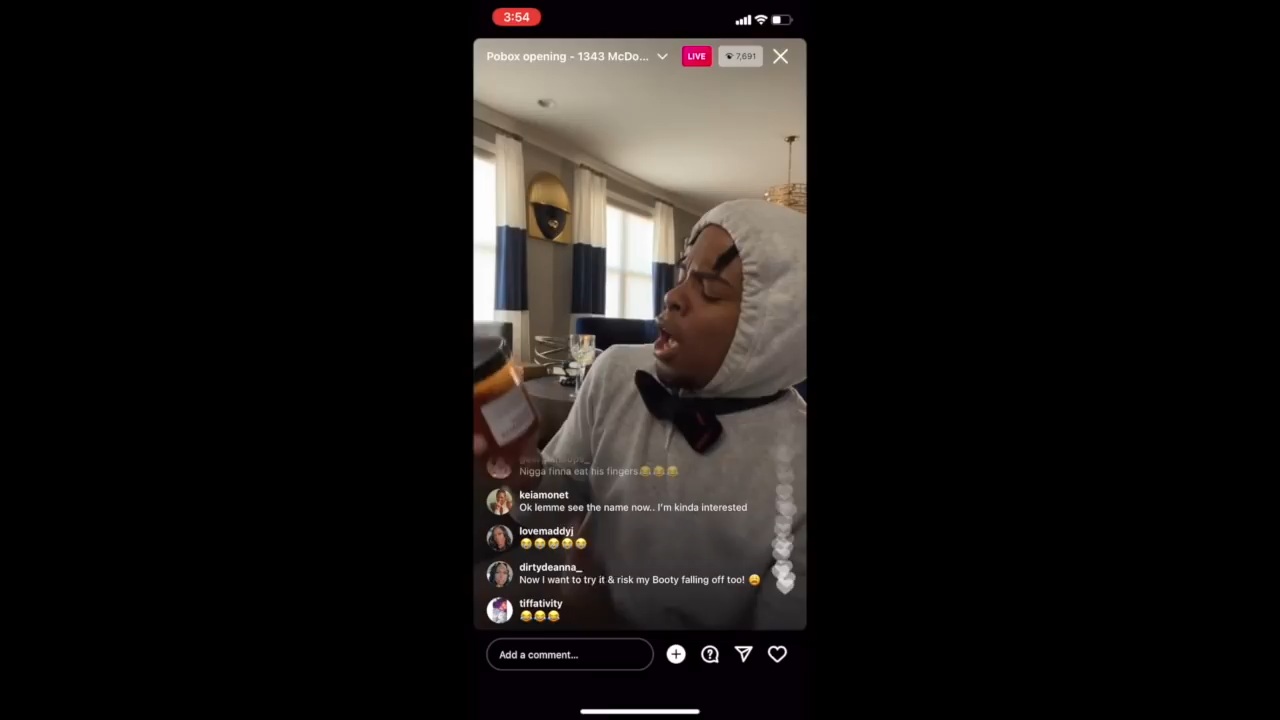 3:54
Pobox opening - 1343 McDo...
LIVE
7,691
Nigga finna eat his fingers😂😂😂
keiamonet
Ok lemme see the name now.. I'm kinda interested
lovemaddyj
😂😂😂😂😂
dirtydeanna_
Now I want to try it & risk my Booty falling off too! 😩
tiffativity
😂😂😂
Add a comment...